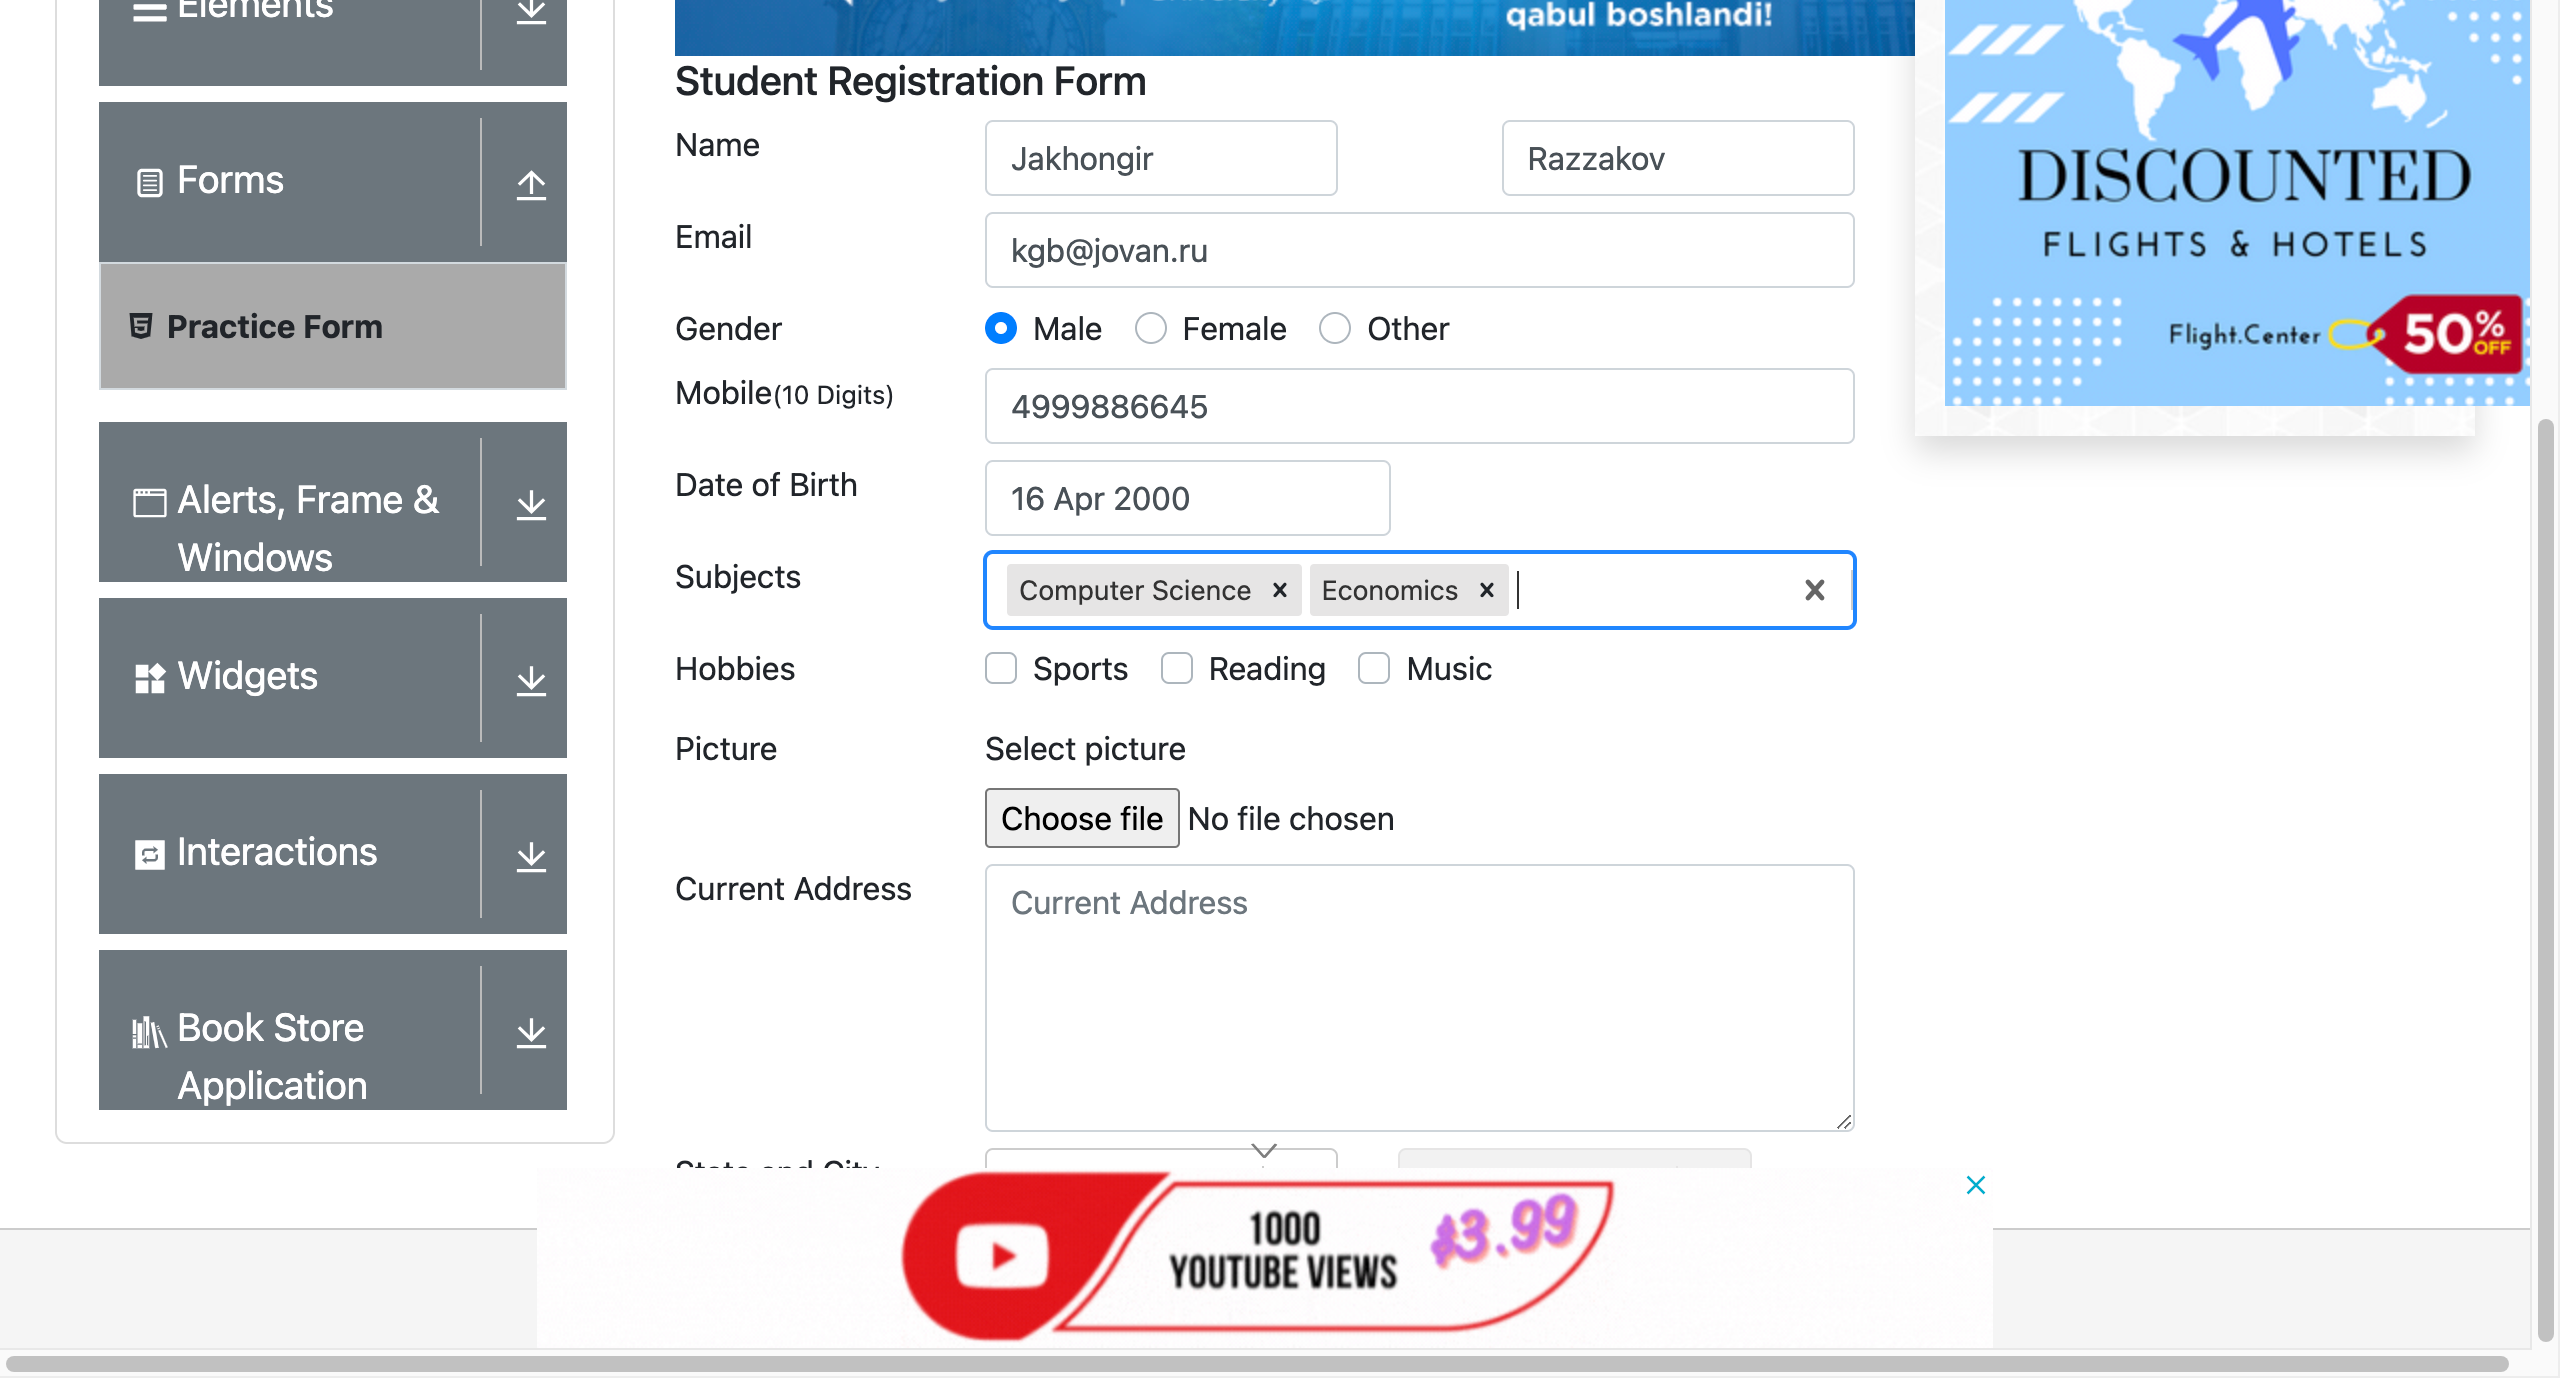 Elements
Forms
Practice Form
Alerts, Frame &
Windows
Widgets
Interactions
Book Store
Application
qabul boshlandi!
Student Registration Form
Name
Jakhongir
Razzakov
Email
kgb@jovan.ru
Gender
Male
Female
Other
Mobile(10 Digits)
4999886645
Date of Birth
16 Apr 2000
Subjects
Computer Science
Economics
Hobbies
Sports
Reading
Music
Picture
Select picture
Choose file
No file chosen
Current Address
Current Address
State and City
DISCOUNTED
FLIGHTS & HOTELS
Flight.Center
50% OFF
1000
YOUTUBE VIEWS
$3.99